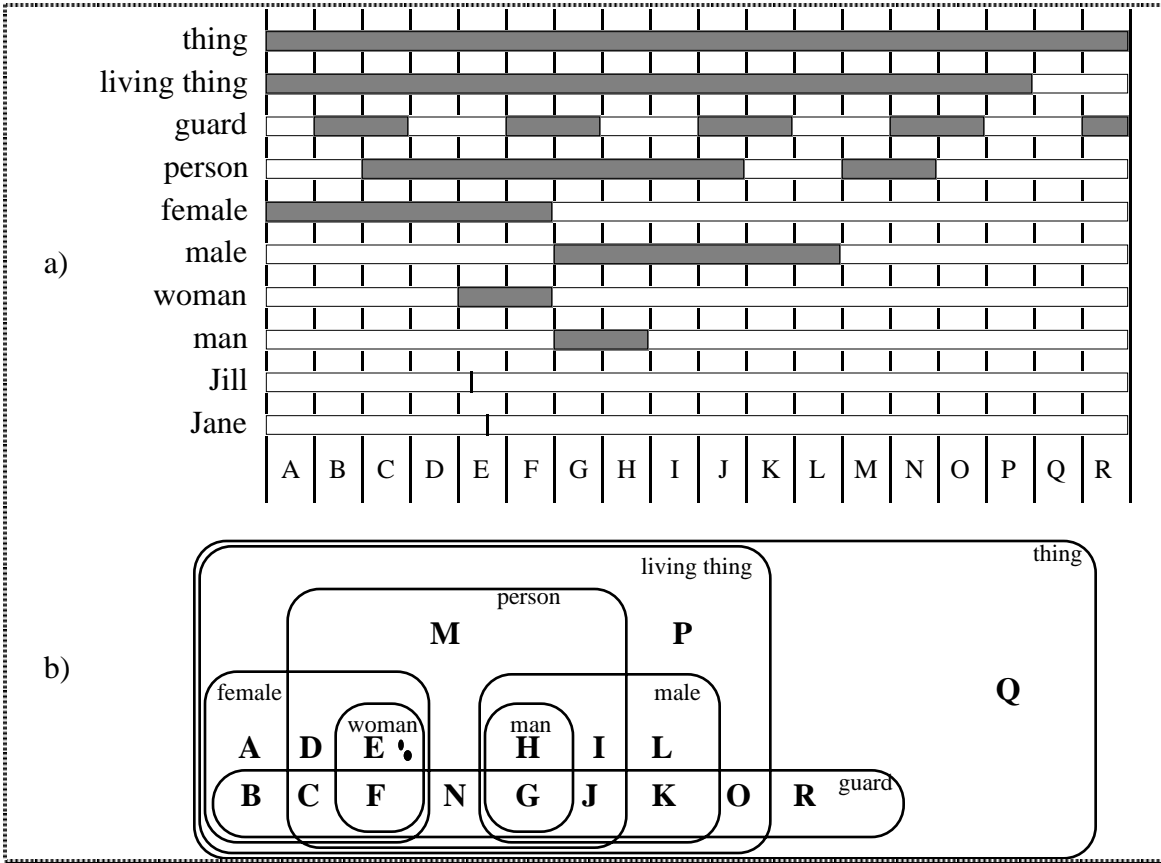 thing
living thing
guard
person
female
a)
male
woman
man
Jill
Jane
A B C D E F G H I J K L M N O P Q R
thing
living thing
person
M P
b)
Q
female male
woman man
A D E H I L
guard
B C F N G J K O R